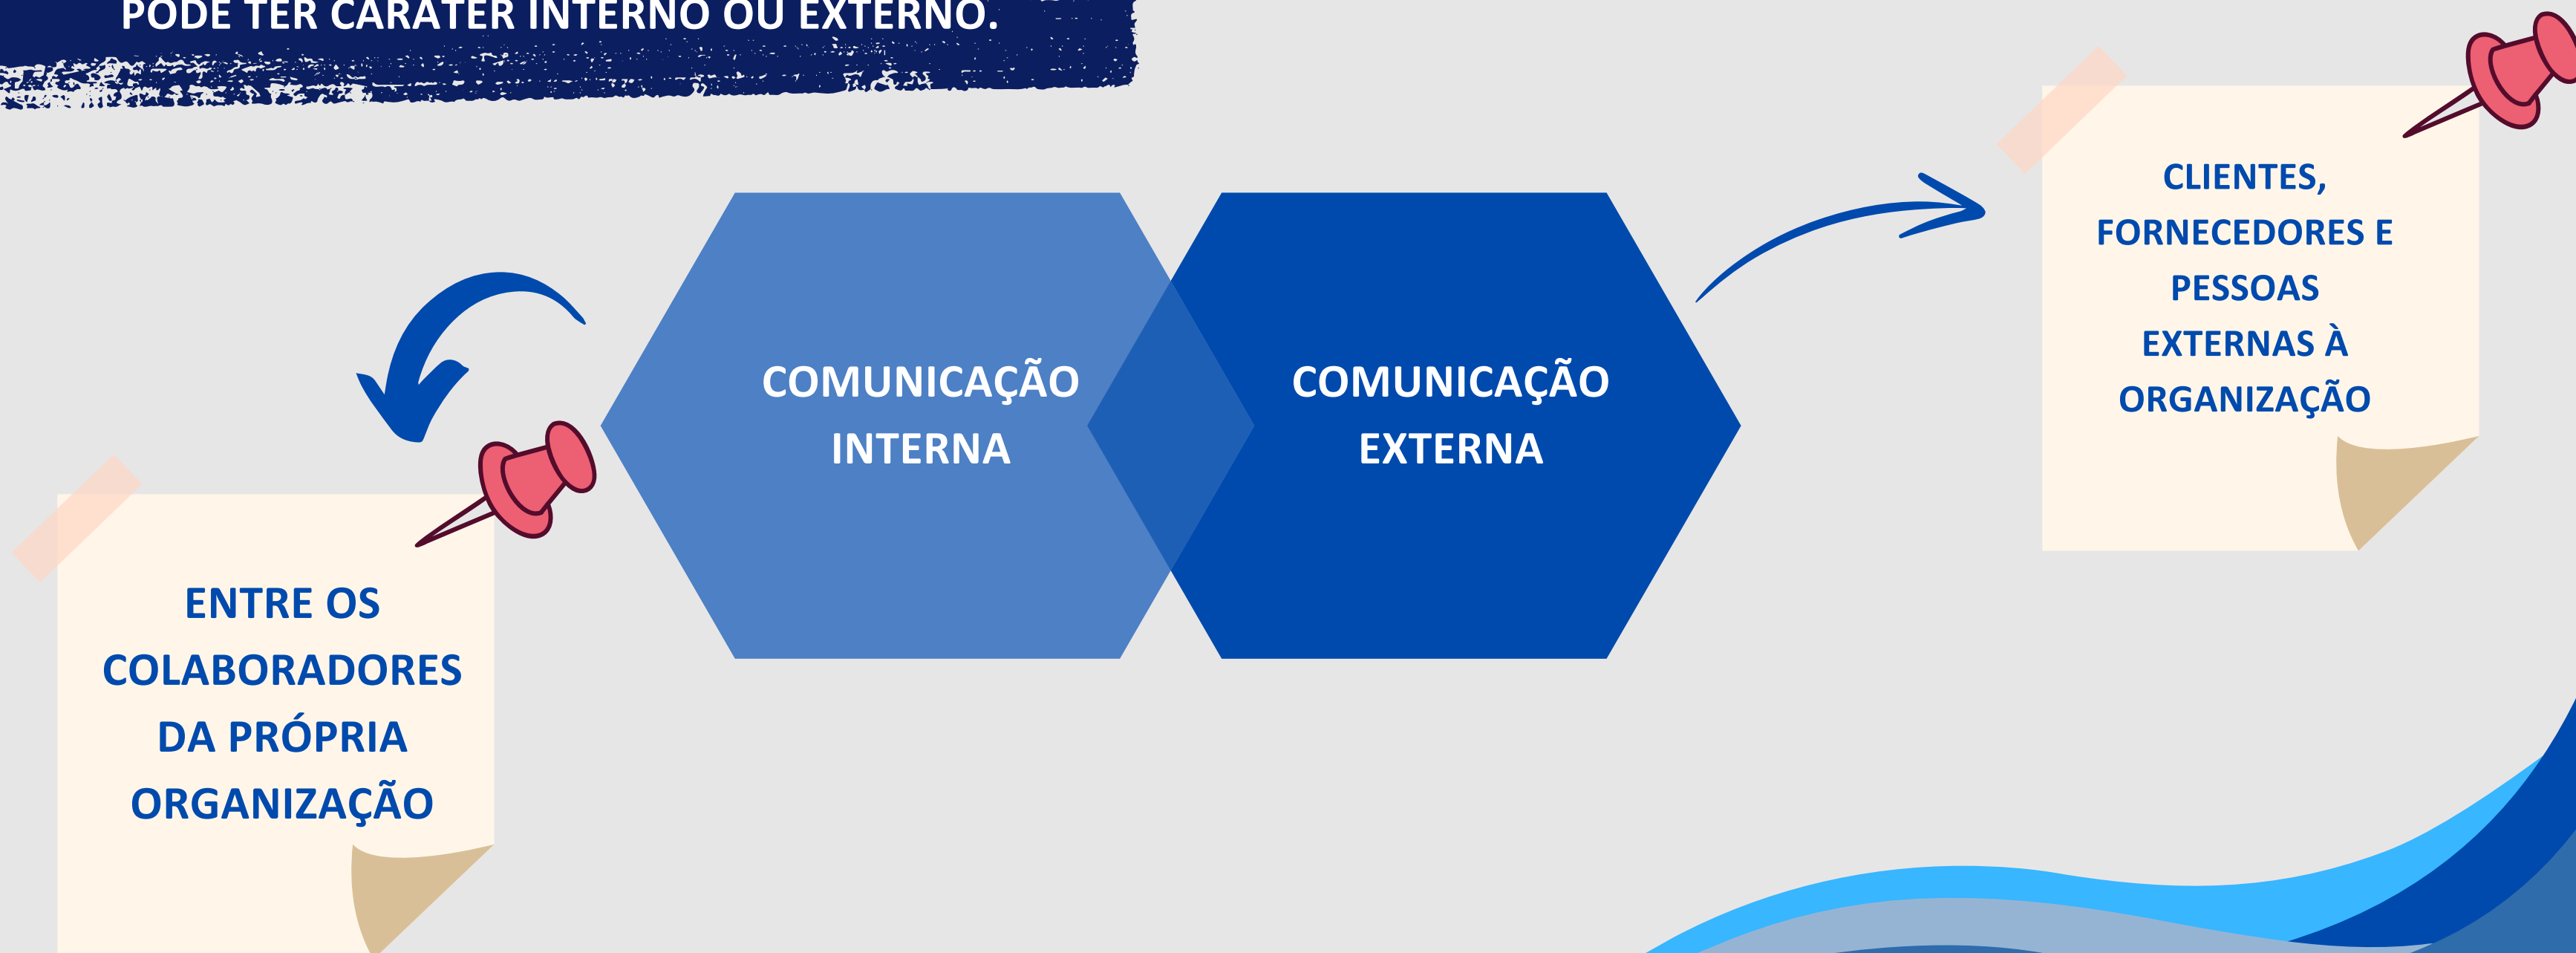 PODE TER CARÁTER INTERNO OU EXTERNO.
COMUNICAÇÃO
INTERNA
COMUNICAÇÃO
EXTERNA
CLIENTES,
FORNECEDORES E
PESSOAS
EXTERNAS À
ORGANIZAÇÃO
ENTRE OS
COLABORADORES
DA PRÓPRIA
ORGANIZAÇÃO